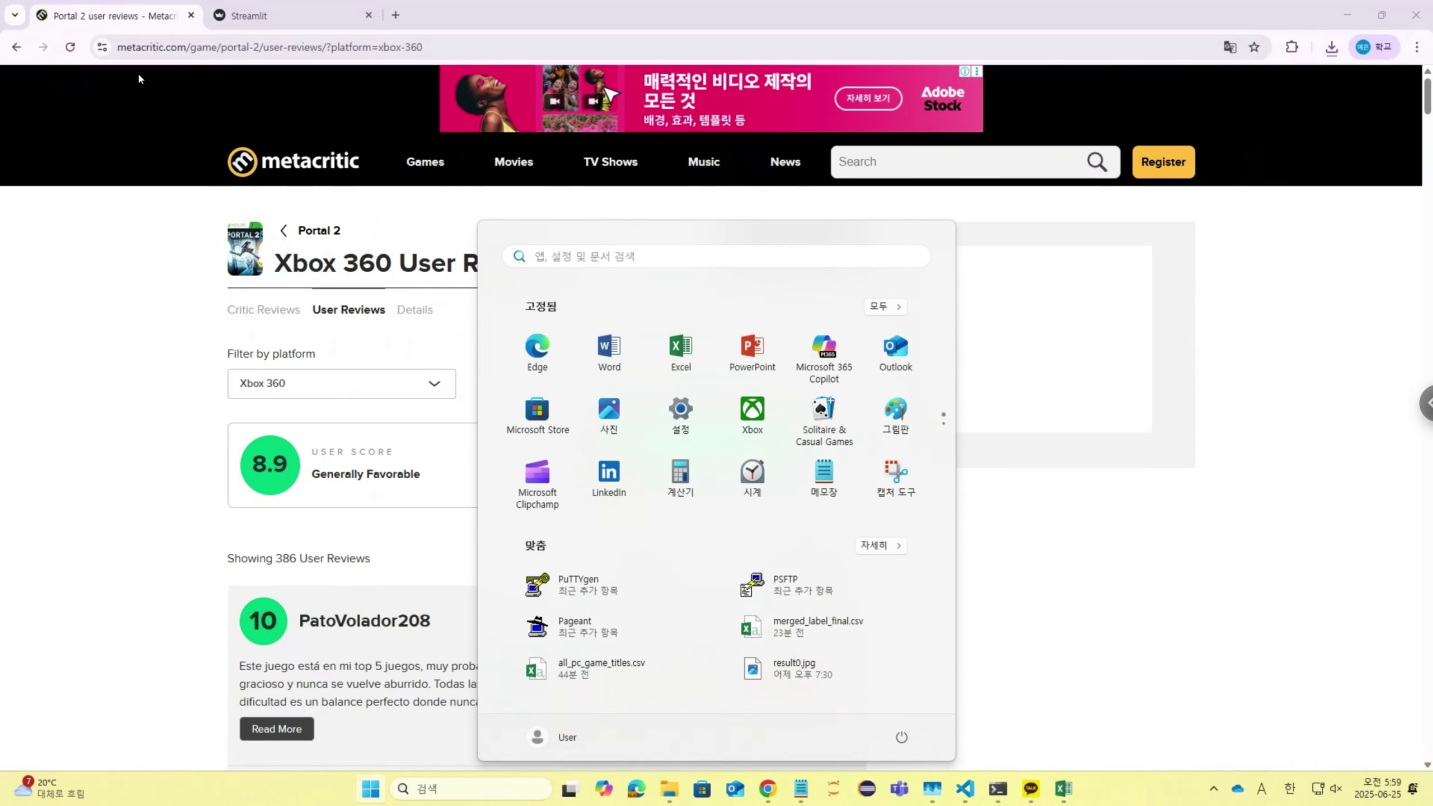 Portal 2 user reviews - Metacri
Streamlit
metacritic.com/game/portal-2/user-reviews/?platform=xbox-360
학교
매력적인 비디오 제작의
모든 것
배경, 효과, 템플릿 등
자세히 보기
Adobe
Stock
metacritic
Games
Movies
TV Shows
Music
News
Search
Register
PORTAL 2
Portal 2
Xbox 360 User R
Critic Reviews
User Reviews
Details
Filter by platform
Xbox 360
8.9
USER SCORE
Generally Favorable
Showing 386 User Reviews
10
PatoVolador208
Este juego está en mi top 5 juegos, muy proba
gracioso y nunca se vuelve aburrido. Todas la
dificultad es un balance perfecto donde nunca
Read More
앱, 설정 및 문서 검색
고정됨
모두
Edge
Word
Excel
PowerPoint
Microsoft 365
Copilot
Outlook
Microsoft Store
사진
설정
Xbox
Solitaire &
Casual Games
그림판
Microsoft
Clipchamp
LinkedIn
계산기
시계
메모장
캡처 도구
맞춤
자세히
PuTTYgen
최근 추가 항목
PSFTP
최근 추가 항목
Pageant
최근 추가 항목
merged_label_final.csv
23분 전
all_pc_game_titles.csv
44분 전
result0.jpg
어제 오후 7:30
User
7
20°C
대체로 흐림
검색
A
한
오전 5:59
2025-06-25